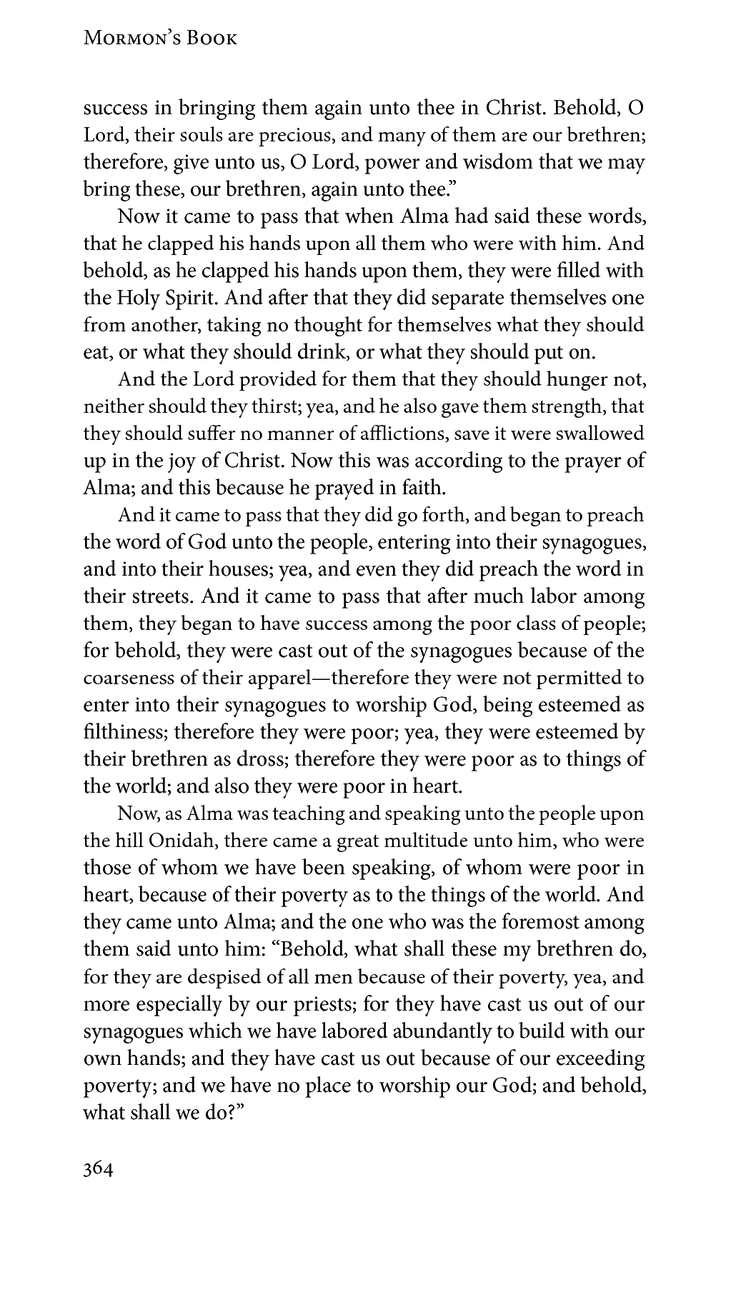 Mormon’s Book
success in bringing them again unto thee in Christ. Behold, O
Lord, their souls are precious, and many of them are our brethren;
therefore, give unto us, O Lord, power and wisdom that we may
bring these, our brethren, again unto thee.”
Now it came to pass that when Alma had said these words,
that he clapped his hands upon all them who were with him. And
behold, as he clapped his hands upon them, they were filled with
the Holy Spirit. And after that they did separate themselves one
from another, taking no thought for themselves what they should
eat, or what they should drink, or what they should put on.
And the Lord provided for them that they should hunger not,
neither should they thirst; yea, and he also gave them strength, that
they should suffer no manner of afflictions, save it were swallowed
up in the joy of Christ. Now this was according to the prayer of
Alma; and this because he prayed in faith.
And it came to pass that they did go forth, and began to preach
the word of God unto the people, entering into their synagogues,
and into their houses; yea, and even they did preach the word in
their streets. And it came to pass that after much labor among
them, they began to have success among the poor class of people;
for behold, they were cast out of the synagogues because of the
coarseness of their apparel—therefore they were not permitted to
enter into their synagogues to worship God, being esteemed as
filthiness; therefore they were poor; yea, they were esteemed by
their brethren as dross; therefore they were poor as to things of
the world; and also they were poor in heart.
Now, as Alma was teaching and speaking unto the people upon
the hill Onidah, there came a great multitude unto him, who were
those of whom we have been speaking, of whom were poor in
heart, because of their poverty as to the things of the world. And
they came unto Alma; and the one who was the foremost among
them said unto him: “Behold, what shall these my brethren do,
for they are despised of all men because of their poverty, yea, and
more especially by our priests; for they have cast us out of our
synagogues which we have labored abundantly to build with our
own hands; and they have cast us out because of our exceeding
poverty; and we have no place to worship our God; and behold,
what shall we do?”
364